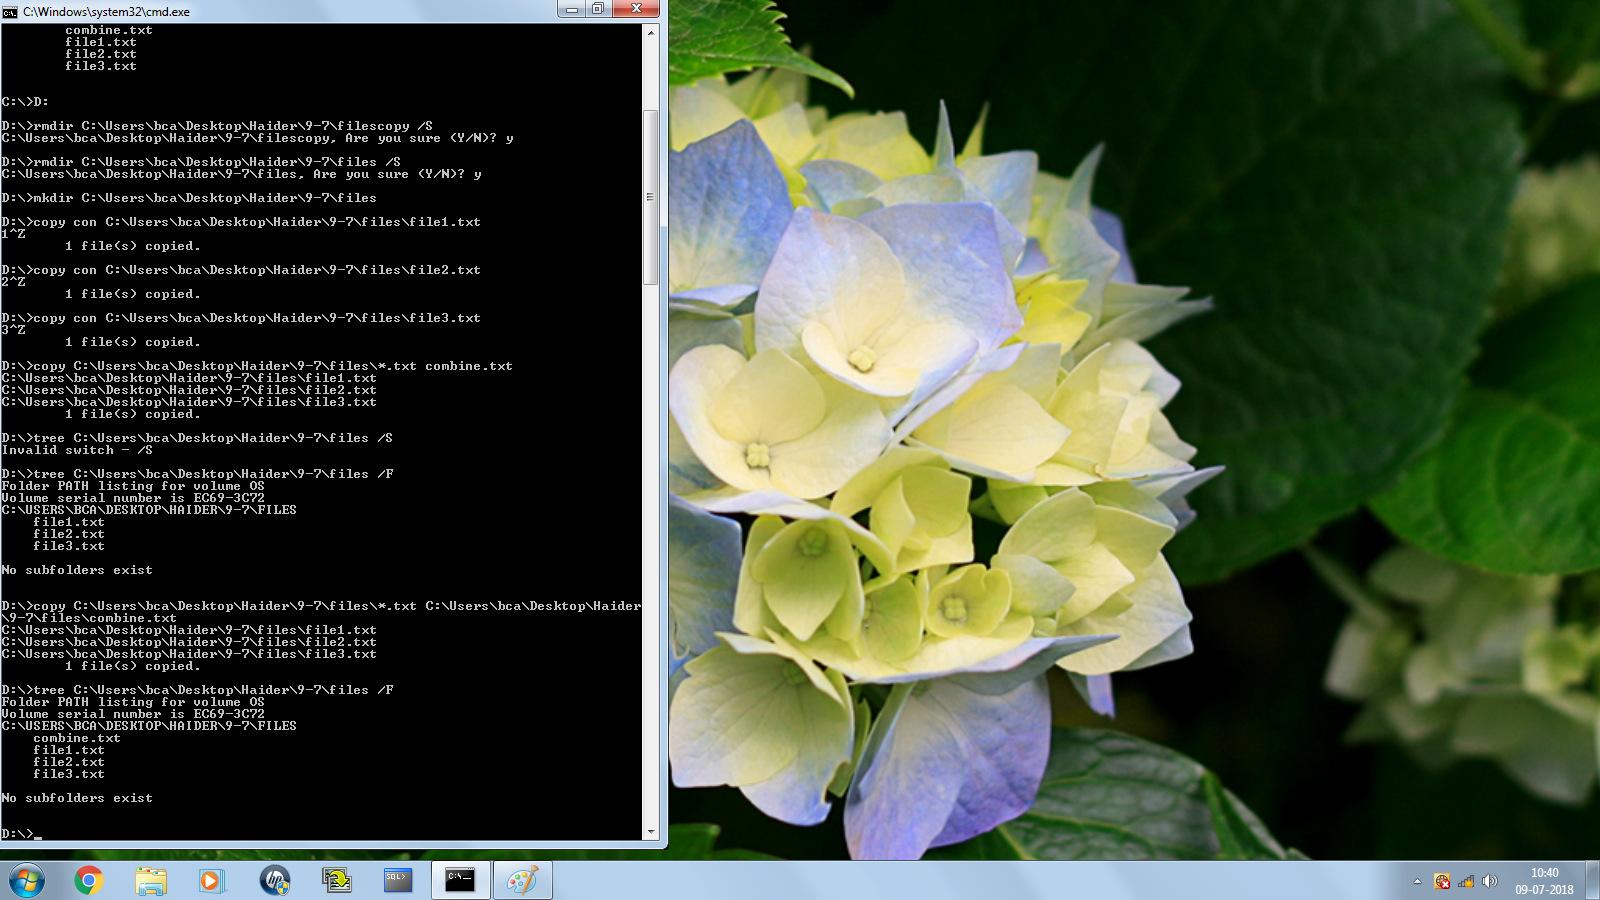 C:\Windows\system32\cmd.exe
combine.txt
file1.txt
file2.txt
file3.txt
C:\>D:
D:\>rmdir C:\Users\bca\Desktop\Haider\9-7\filescopy /S
C:\Users\bca\Desktop\Haider\9-7\filescopy, Are you sure (Y/N)? y
D:\>rmdir C:\Users\bca\Desktop\Haider\9-7\files /S
C:\Users\bca\Desktop\Haider\9-7\files, Are you sure (Y/N)? y
D:\>mkdir C:\Users\bca\Desktop\Haider\9-7\files
D:\>copy con C:\Users\bca\Desktop\Haider\9-7\files\file1.txt
1^Z
1 file(s) copied.
D:\>copy con C:\Users\bca\Desktop\Haider\9-7\files\file2.txt
2^Z
1 file(s) copied.
D:\>copy con C:\Users\bca\Desktop\Haider\9-7\files\file3.txt
3^Z
1 file(s) copied.
D:\>copy C:\Users\bca\Desktop\Haider\9-7\files\*.txt combine.txt
C:\Users\bca\Desktop\Haider\9-7\files\file1.txt
C:\Users\bca\Desktop\Haider\9-7\files\file2.txt
C:\Users\bca\Desktop\Haider\9-7\files\file3.txt
1 file(s) copied.
D:\>tree C:\Users\bca\Desktop\Haider\9-7\files /S
Invalid switch - /S
D:\>tree C:\Users\bca\Desktop\Haider\9-7\files /F
Folder PATH listing for volume OS
Volume serial number is EC69-3C72
C:\USERS\BCA\DESKTOP\HAIDER\9-7\FILES
file1.txt
file2.txt
file3.txt
No subfolders exist
D:\>copy C:\Users\bca\Desktop\Haider\9-7\files\*.txt C:\Users\bca\Desktop\Haider
\9-7\files\combine.txt
C:\Users\bca\Desktop\Haider\9-7\files\file1.txt
C:\Users\bca\Desktop\Haider\9-7\files\file2.txt
C:\Users\bca\Desktop\Haider\9-7\files\file3.txt
1 file(s) copied.
D:\>tree C:\Users\bca\Desktop\Haider\9-7\files /F
Folder PATH listing for volume OS
Volume serial number is EC69-3C72
C:\USERS\BCA\DESKTOP\HAIDER\9-7\FILES
combine.txt
file1.txt
file2.txt
file3.txt
No subfolders exist
D:\>_
hp
SQL>
C:\_
10:40
09-07-2018